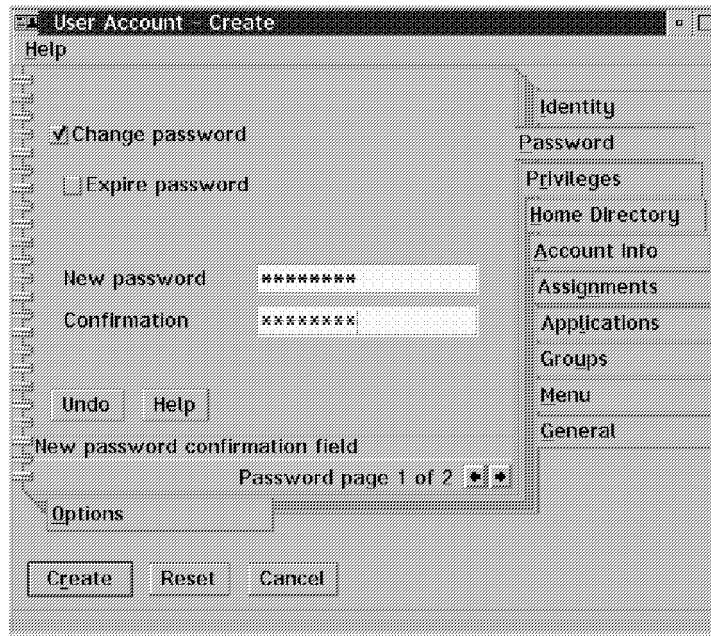 User Account - Create
Help
Identity
Change password
Password
Expire password
Privileges
Home Directory
Account Info
New password ********
Assignments
Confirmation ********
Applications
Groups
Menu
Undo Help
General
New password confirmation field
Password page 1 of 2
Options
Create Reset Cancel